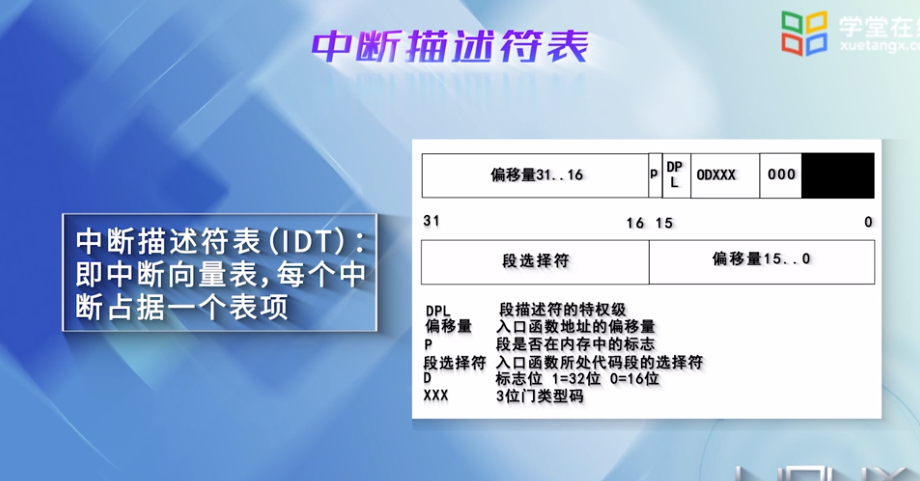 中断描述符表
学堂在线
xuetangx.co
中断描述符表(IDT):
即中断向量表,每个中
断占据一个表项
偏移量31..16
P
DP
L
0DXXX
000
31
16 15
0
段选择符
偏移量15..0
DPL 段描述符的特权级
偏移量 入口函数地址的偏移量
P 段是否在内存中的标志
段选择符 入口函数所处代码段的选择符
D 标志位 1=32位 0=16位
XXX 3位门类型码